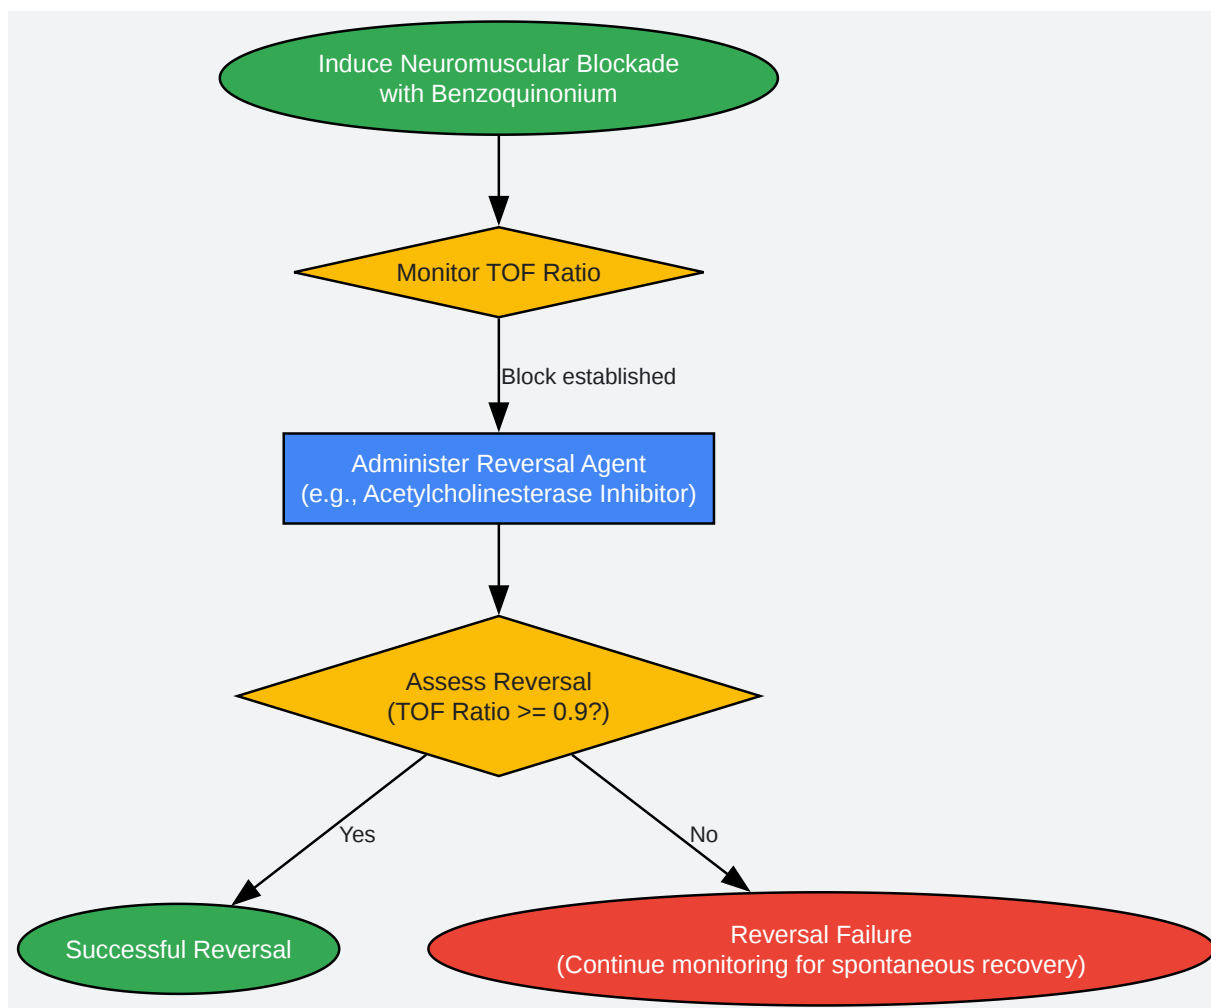 Induce Neuromuscular Blockade
with Benzoquinonium
Monitor TOF Ratio
Block established
Administer Reversal Agent
(e.g., Acetylcholinesterase Inhibitor)
Assess Reversal
(TOF Ratio >= 0.9?)
Yes
No
Successful Reversal
Reversal Failure
(Continue monitoring for spontaneous recovery)